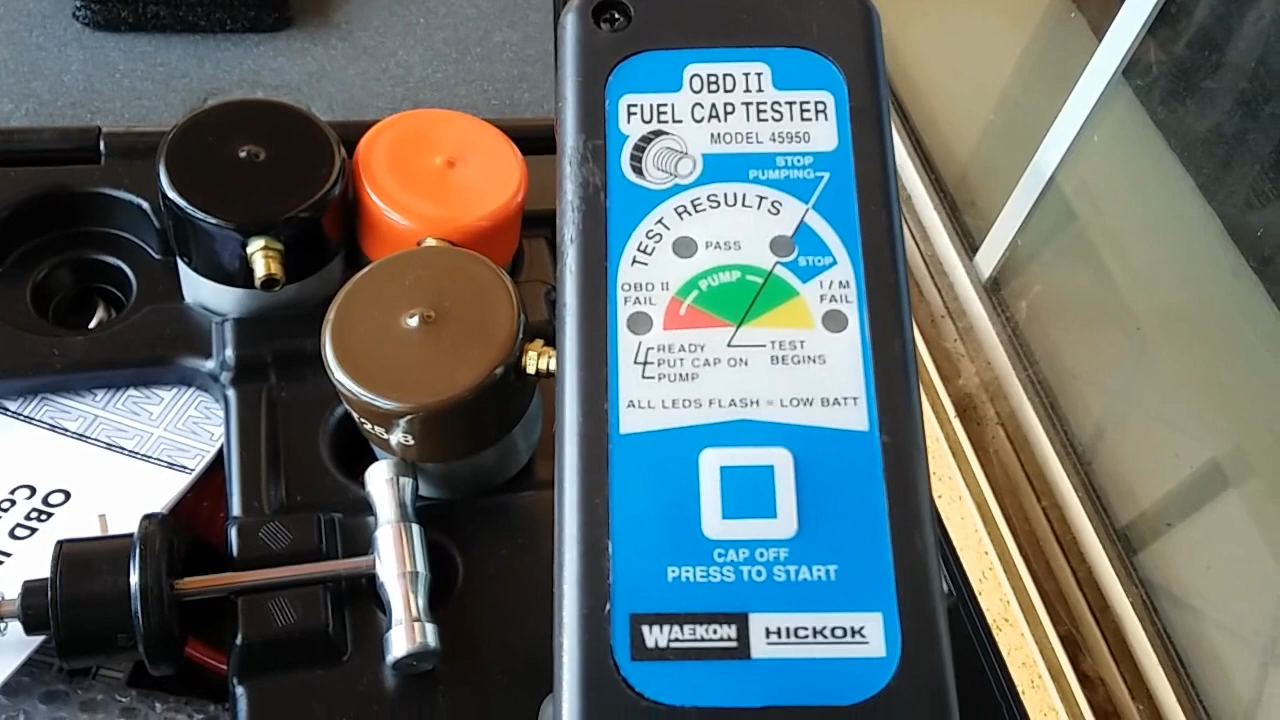 OBD II
FUEL CAP TESTER
MODEL 45950
STOP
PUMPING
TEST RESULTS
PASS
STOP
PUMP
OBD II
FAIL
I / M
FAIL
READY
PUT CAP ON
PUMP
TEST
BEGINS
ALL LEDS FLASH = LOW BATT
CAP OFF
PRESS TO START
WAEKON
HICKOK
OBD